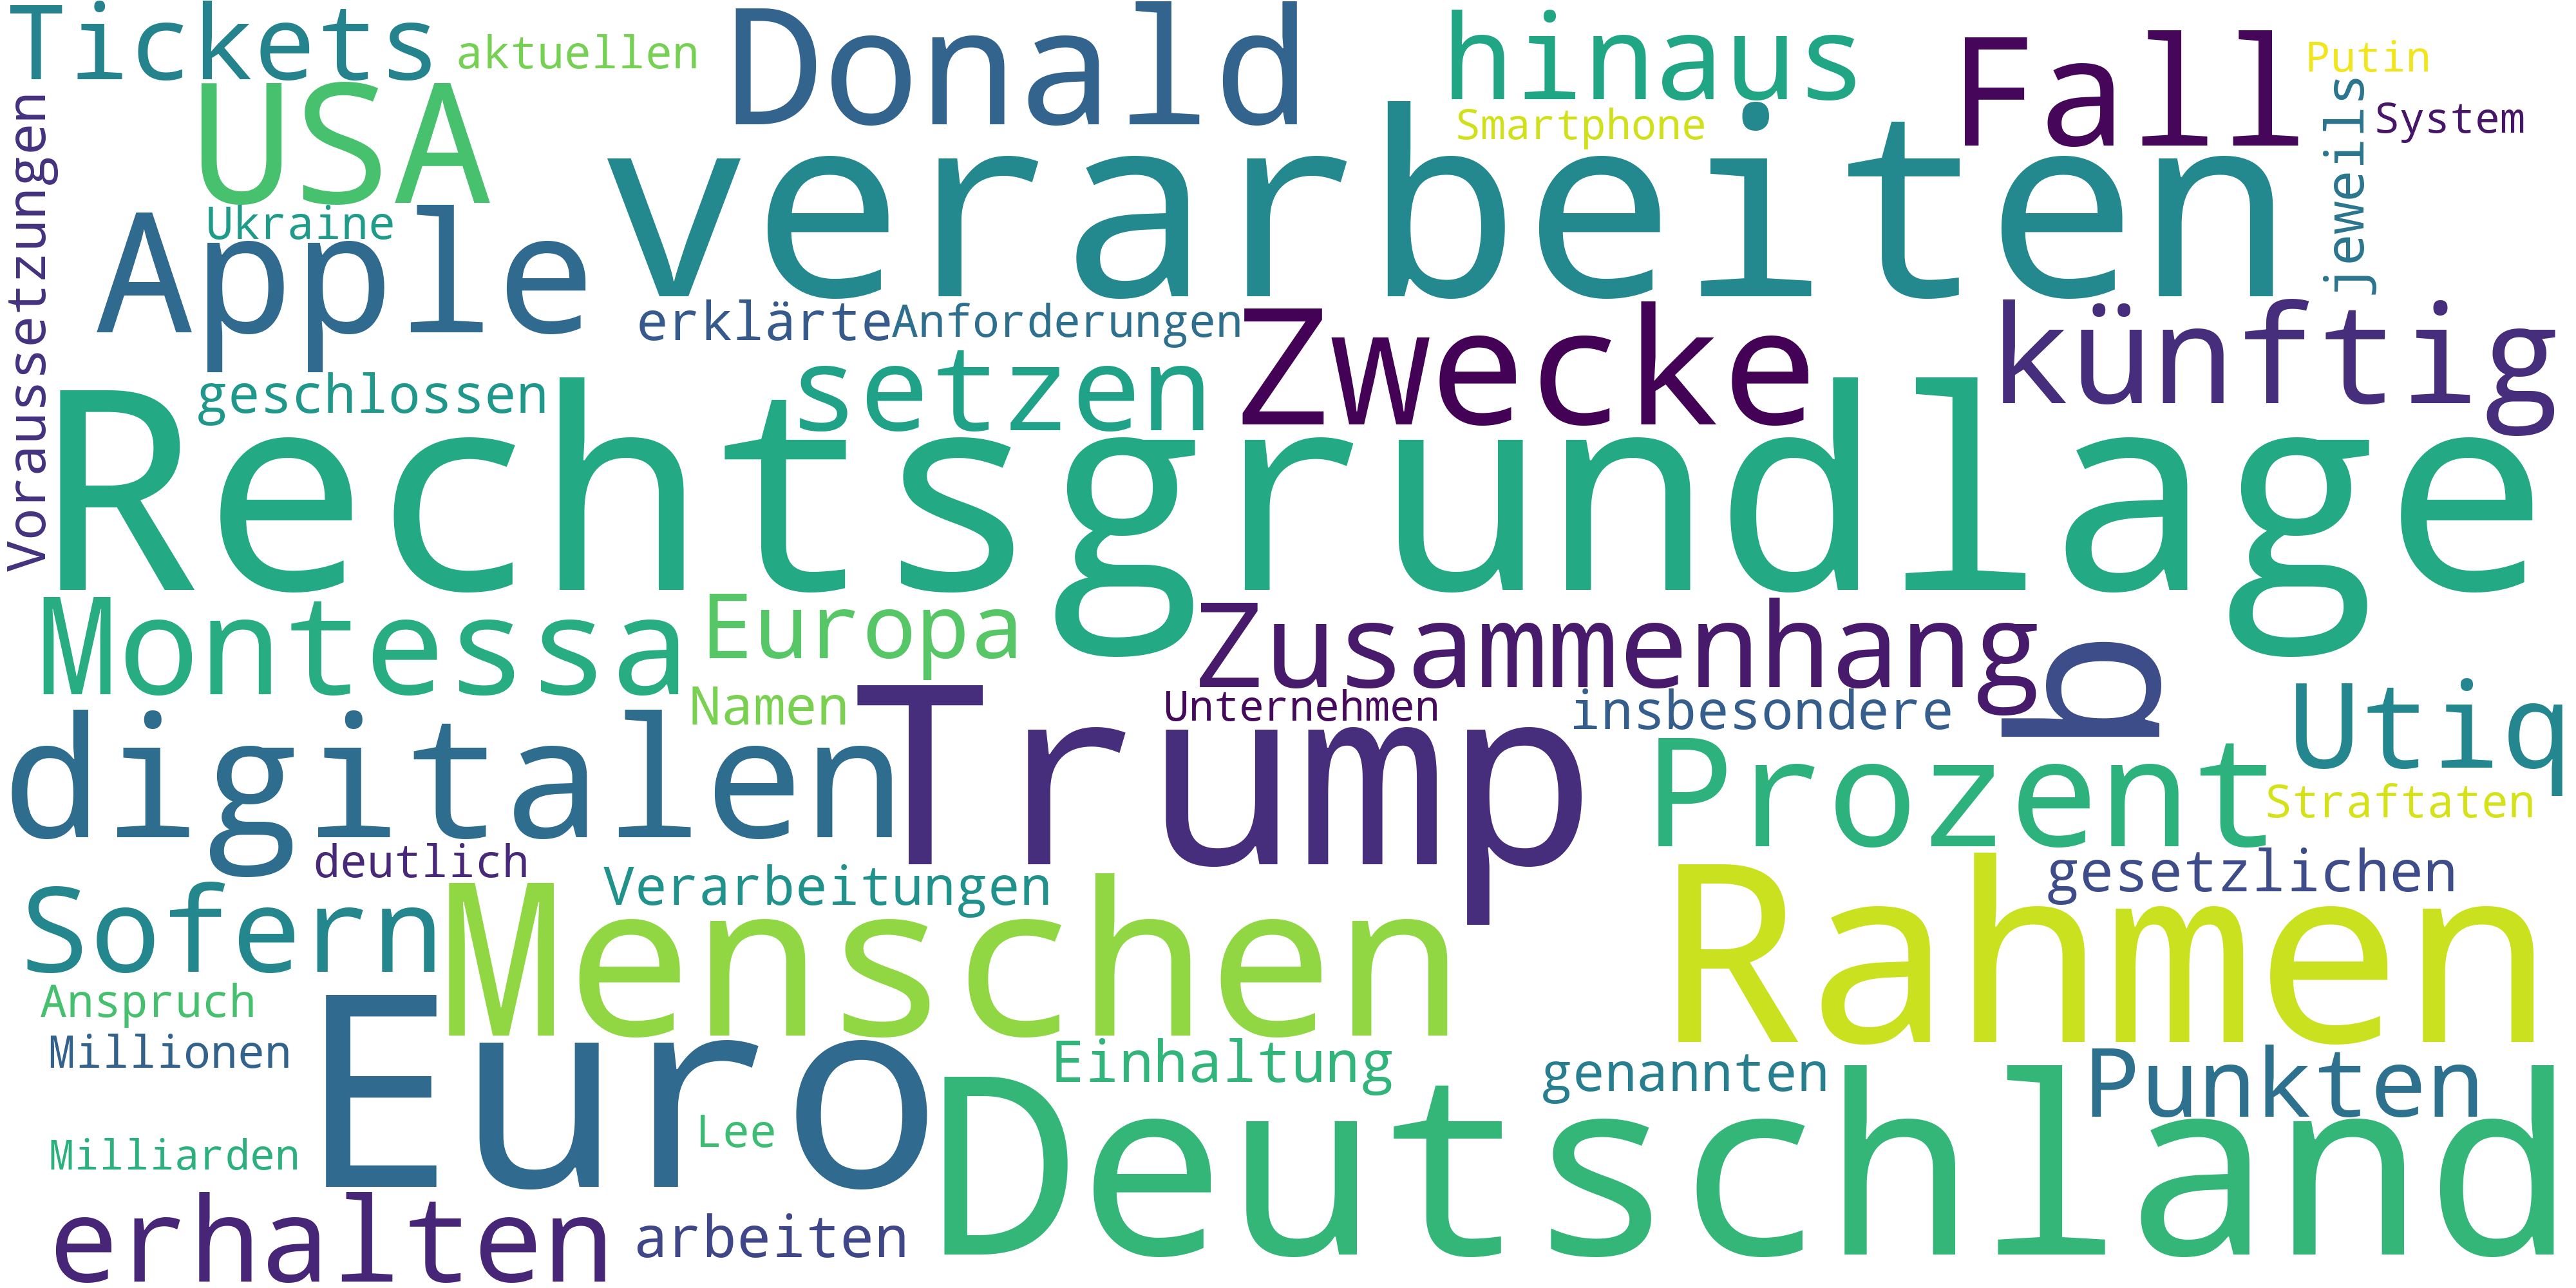 Tickets
aktuellen
Donald
hinaus
Fall
Putin
USA
Smartphone
System
jeweils
Voraussetzungen
verarbeiten
Ukraine
Apple
erklärte
Anforderungen
Zwecke
künftig
geschlossen
setzen
Rechtsgrundlage
Montessa
Europa
Zusammenhang
b
Namen
Unternehmen
insbesondere
Utiq
digitalen
Trump
Prozent
Straftaten
deutlich
Verarbeitungen
gesetzlichen
Sofern
Menschen
Rahmen
Anspruch
Millionen
Euro
Einhaltung
genannten
Punkten
Lee
Milliarden
Deutschland
erhalten
arbeiten